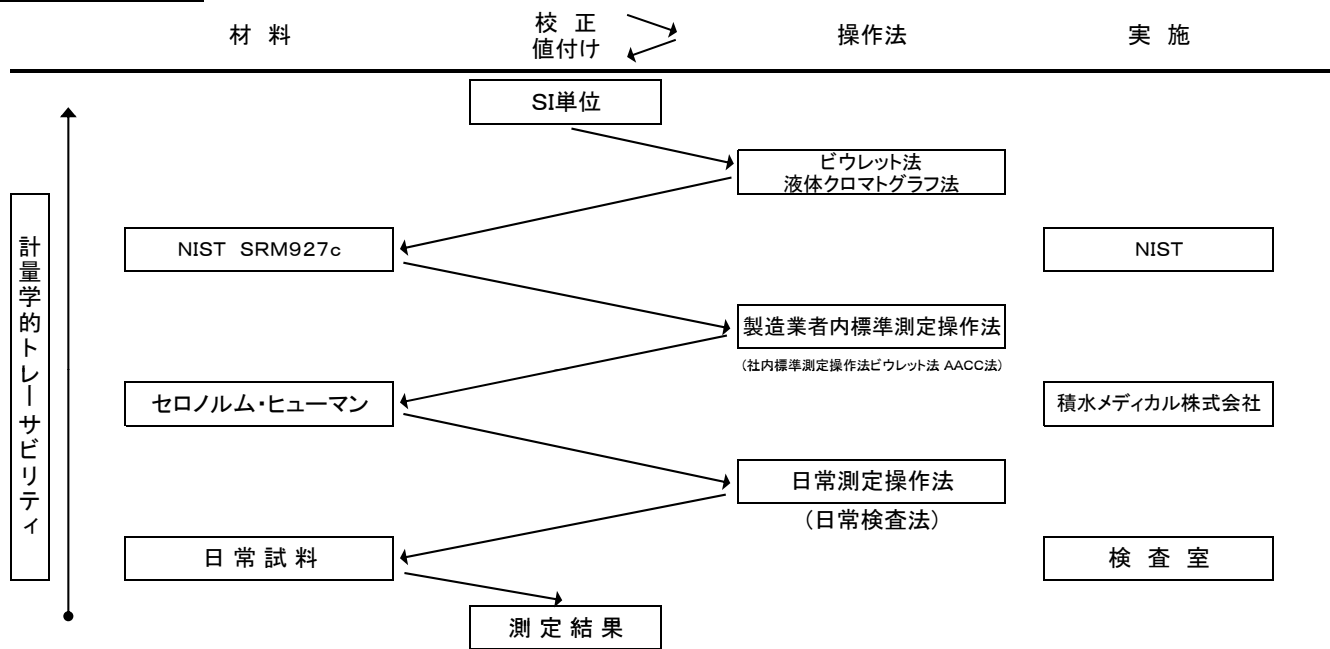 材 料
校 正
値付け
操作法
実 施
SI単位
ビウレット法
液体クロマトグラフ法
計量学的トレーサビリティ
NIST SRM927c
NIST
製造業者内標準測定操作法
(社内標準測定操作法ビウレット法 AACC法)
セロノルム・ヒューマン
積水メディカル株式会社
日常測定操作法
(日常検査法)
日 常 試 料
検 査 室
測 定 結 果